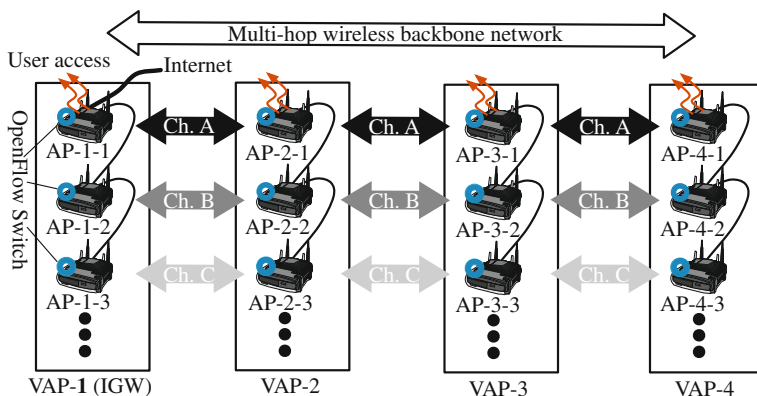 Multi-hop wireless backbone network
User access
Internet
OpenFlow Switch
AP-1-1
Ch. A
AP-2-1
Ch. A
AP-3-1
Ch. A
AP-4-1
AP-1-2
Ch. B
AP-2-2
Ch. B
AP-3-2
Ch. B
AP-4-2
AP-1-3
Ch. C
AP-2-3
Ch. C
AP-3-3
Ch. C
AP-4-3
VAP-1 (IGW)
VAP-2
VAP-3
VAP-4